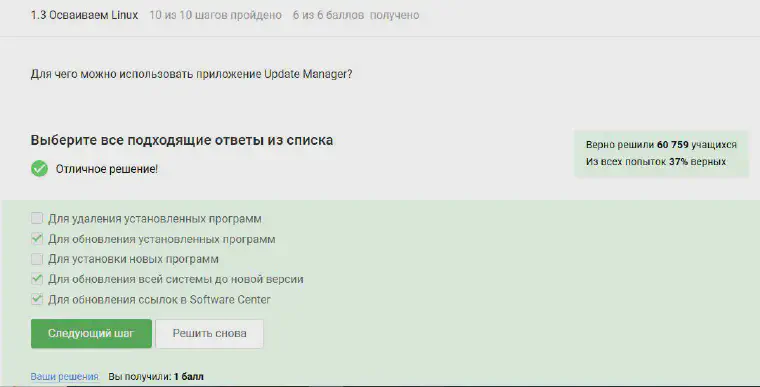 1.3 Осваиваем Linux 10 из 10 шагов пройдено 6 из 6 баллов получено
Для чего можно использовать приложение Update Manager?
Выберите все подходящие ответы из списка
Отличное решение!
Верно решили 60 759 учащихся
Из всех попыток 37% верных
Для удаления установленных программ
Для обновления установленных программ
Для установки новых программ
Для обновления всей системы до новой версии
Для обновления ссылок в Software Center
Следующий шаг Решить снова
Ваши решения Вы получили: 1 балл